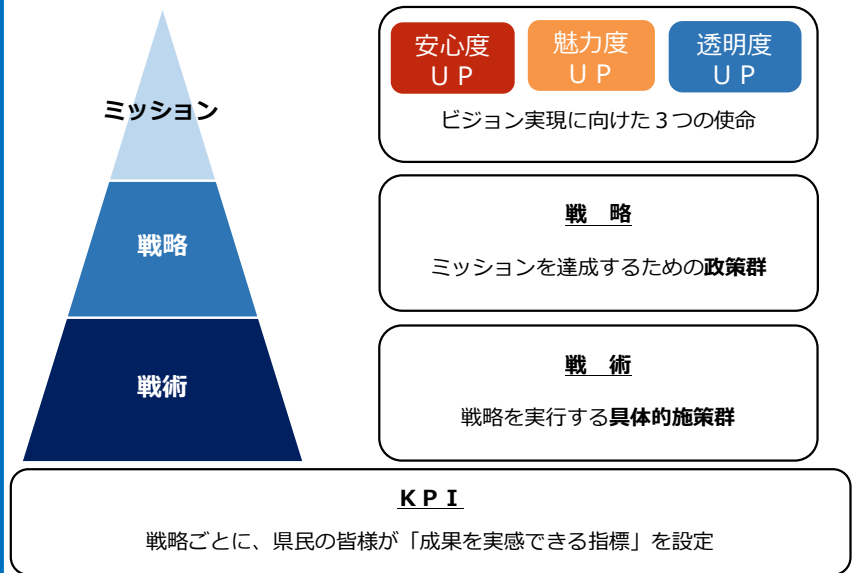 ミッション
戦略
戦術
安心度
ＵＰ
魅力度
ＵＰ
透明度
ＵＰ
ビジョン実現に向けた３つの使命
戦　略
ミッションを達成するための政策群
戦　術
戦略を実行する具体的施策群
ＫＰＩ
戦略ごとに、県民の皆様が「成果を実感できる指標」を設定